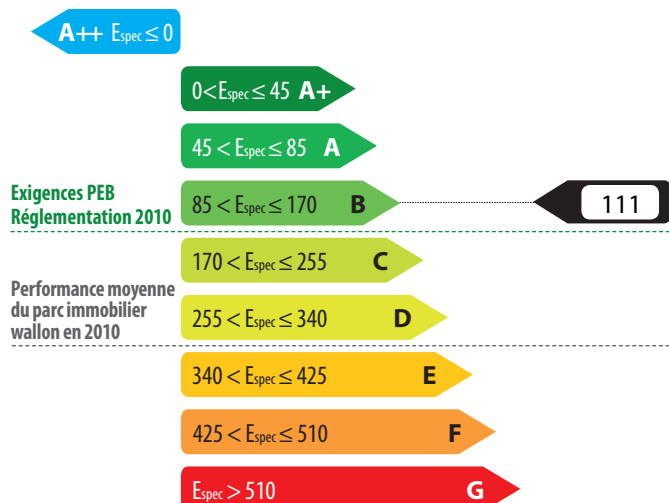 A++ Espec ≤ 0
0 < Espec ≤ 45 A+
45 < Espec ≤ 85 A
Exigences PEB
Réglementation 2010
85 < Espec ≤ 170 B
111
170 < Espec ≤ 255 C
Performance moyenne
du parc immobilier
wallon en 2010
255 < Espec ≤ 340 D
340 < Espec ≤ 425 E
425 < Espec ≤ 510 F
Espec > 510 G